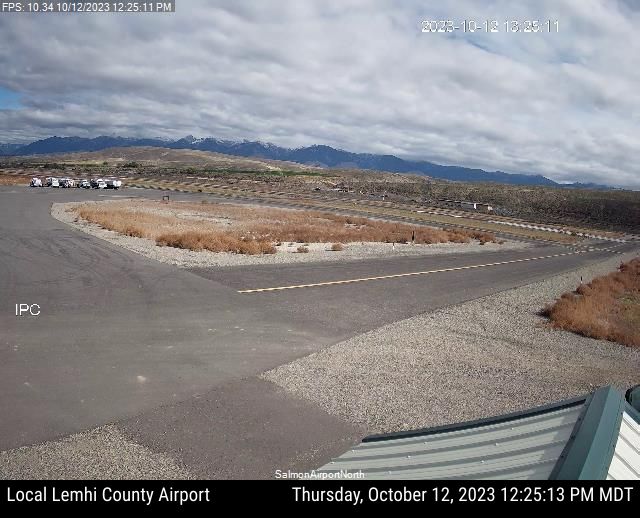 FPS: 10.34 10/12/2023 12:25:11 PM
2023-10-12 13:25:11
IPC
SalmonAirportNorth
Local Lemhi County Airport Thursday, October 12, 2023 12:25:13 PM MDT